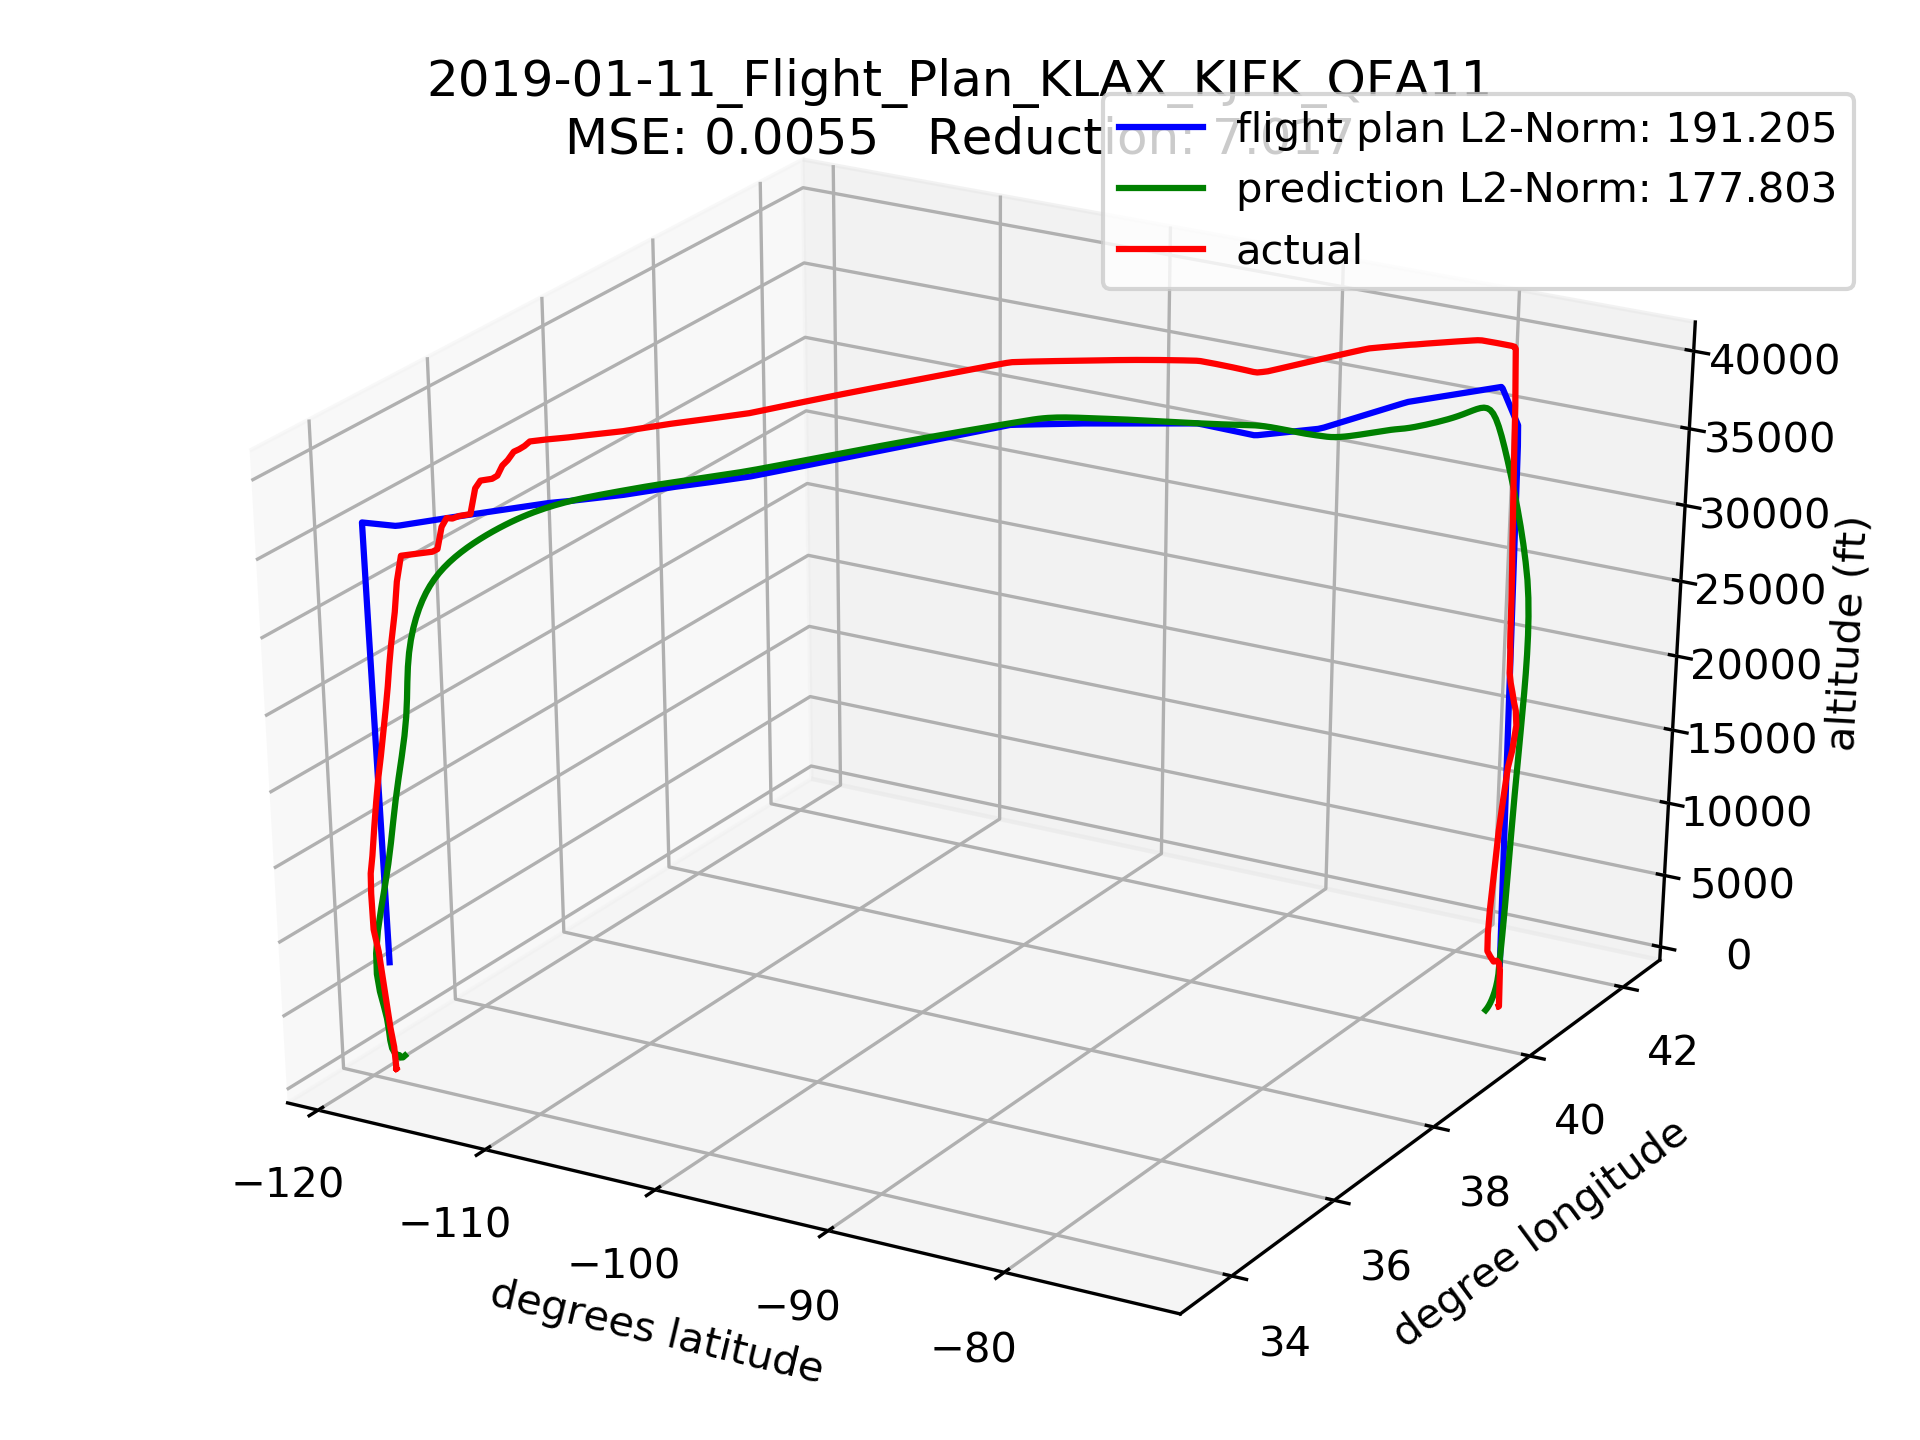 2019-01-11_Flight_Plan_KLAX_KJFK_QFA11
MSE: 0.0055   Reduction: 7.017
flight plan L2-Norm: 191.205
prediction L2-Norm: 177.803
actual
40000
35000
30000
25000
20000
15000
10000
5000
0
altitude (ft)
42
40
38
36
34
degree longitude
−120
−110
−100
−90
−80
degrees latitude